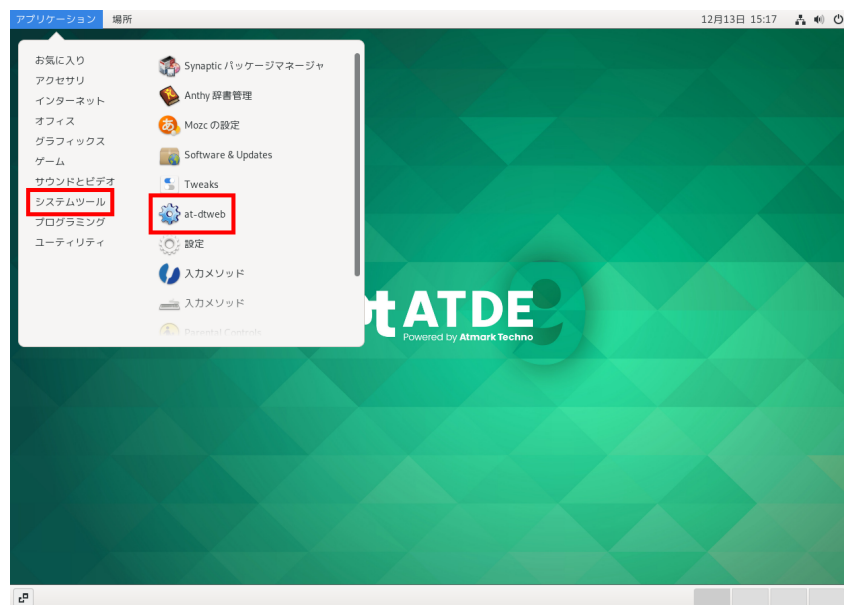 アプリケーション 場所 12月13日 15:17
お気に入り
アクセサリ
インターネット
オフィス
グラフィックス
ゲーム
サウンドとビデオ
システムツール
プログラミング
ユーティリティ
Synaptic パッケージマネージャ
Anthy 辞書管理
Mozc の設定
Software & Updates
Tweaks
at-dtweb
設定
入力メソッド
入力メソッド
Parental Controls
t ATDE 9
Powered by Atmark Techno